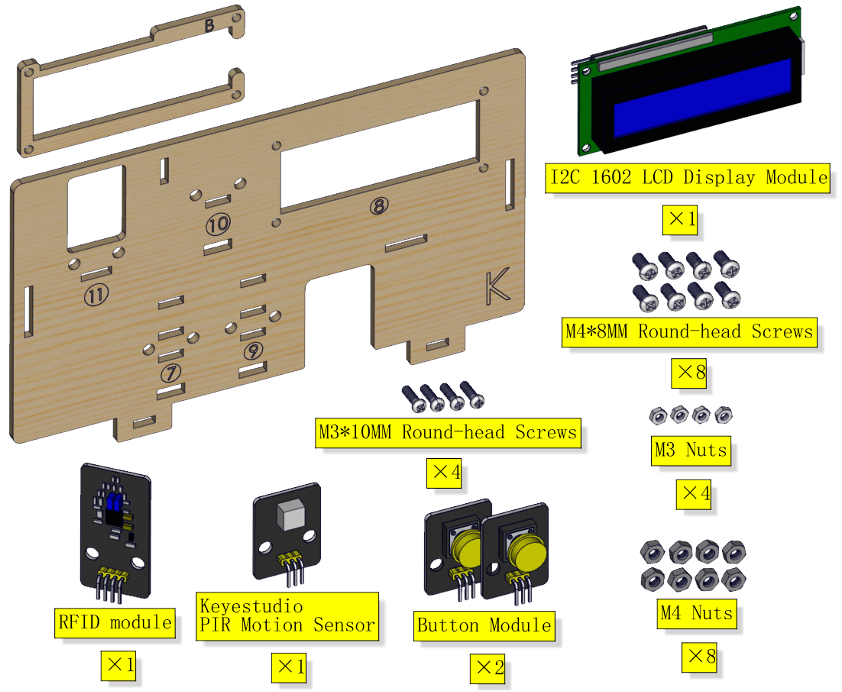 B
I2C 1602 LCD Display Module
×1
⑧
⑩
K
⑪
⑨
⑦
M4*8MM Round-head Screws
×8
M3*10MM Round-head Screws
×4
M3 Nuts
×4
RFID module
×1
Keyestudio
PIR Motion Sensor
×1
Button Module
×2
M4 Nuts
×8